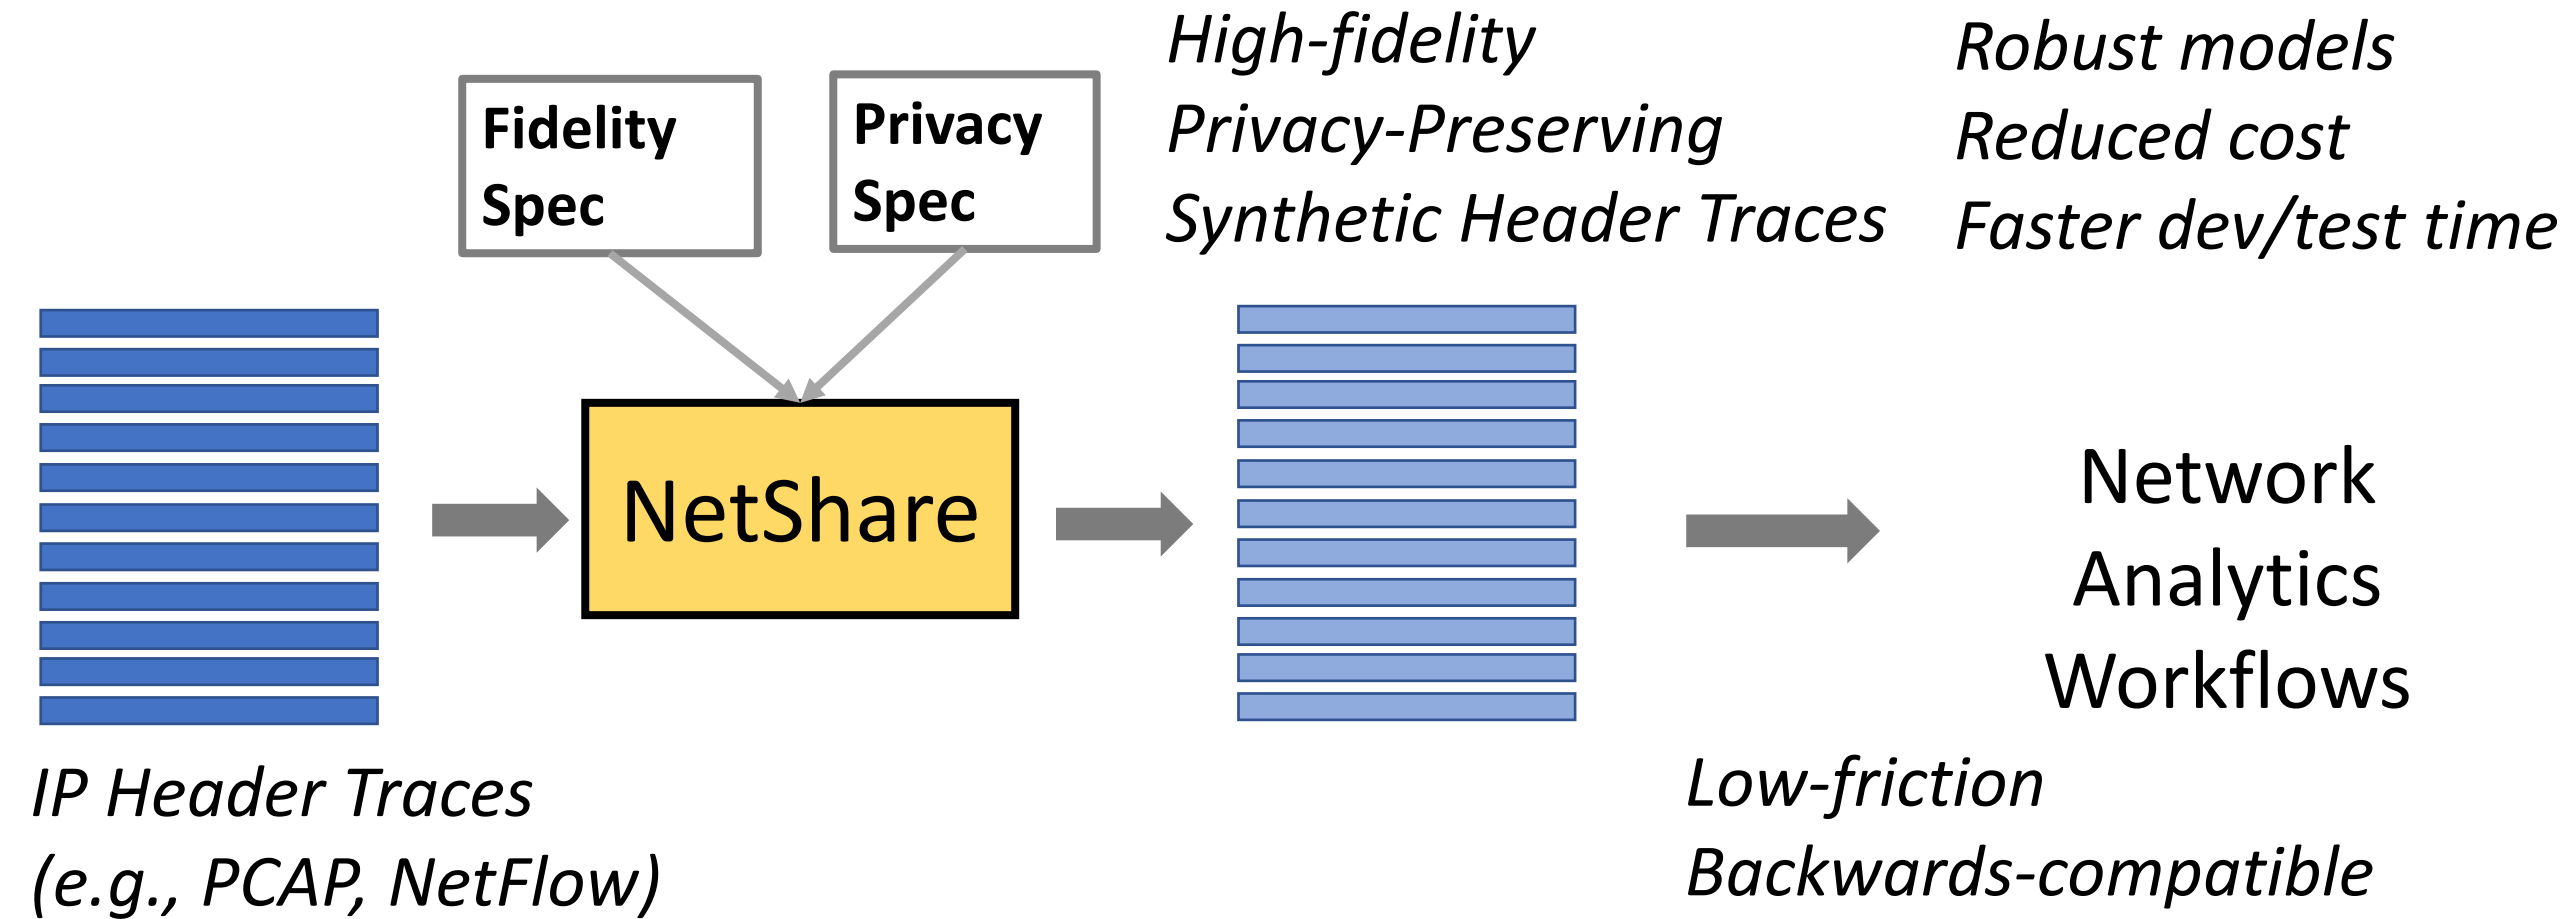 Fidelity
Spec
Privacy
Spec
High-fidelity
Privacy-Preserving
Synthetic Header Traces
Robust models
Reduced cost
Faster dev/test time
NetShare
Network
Analytics
Workflows
IP Header Traces
(e.g., PCAP, NetFlow)
Low-friction
Backwards-compatible